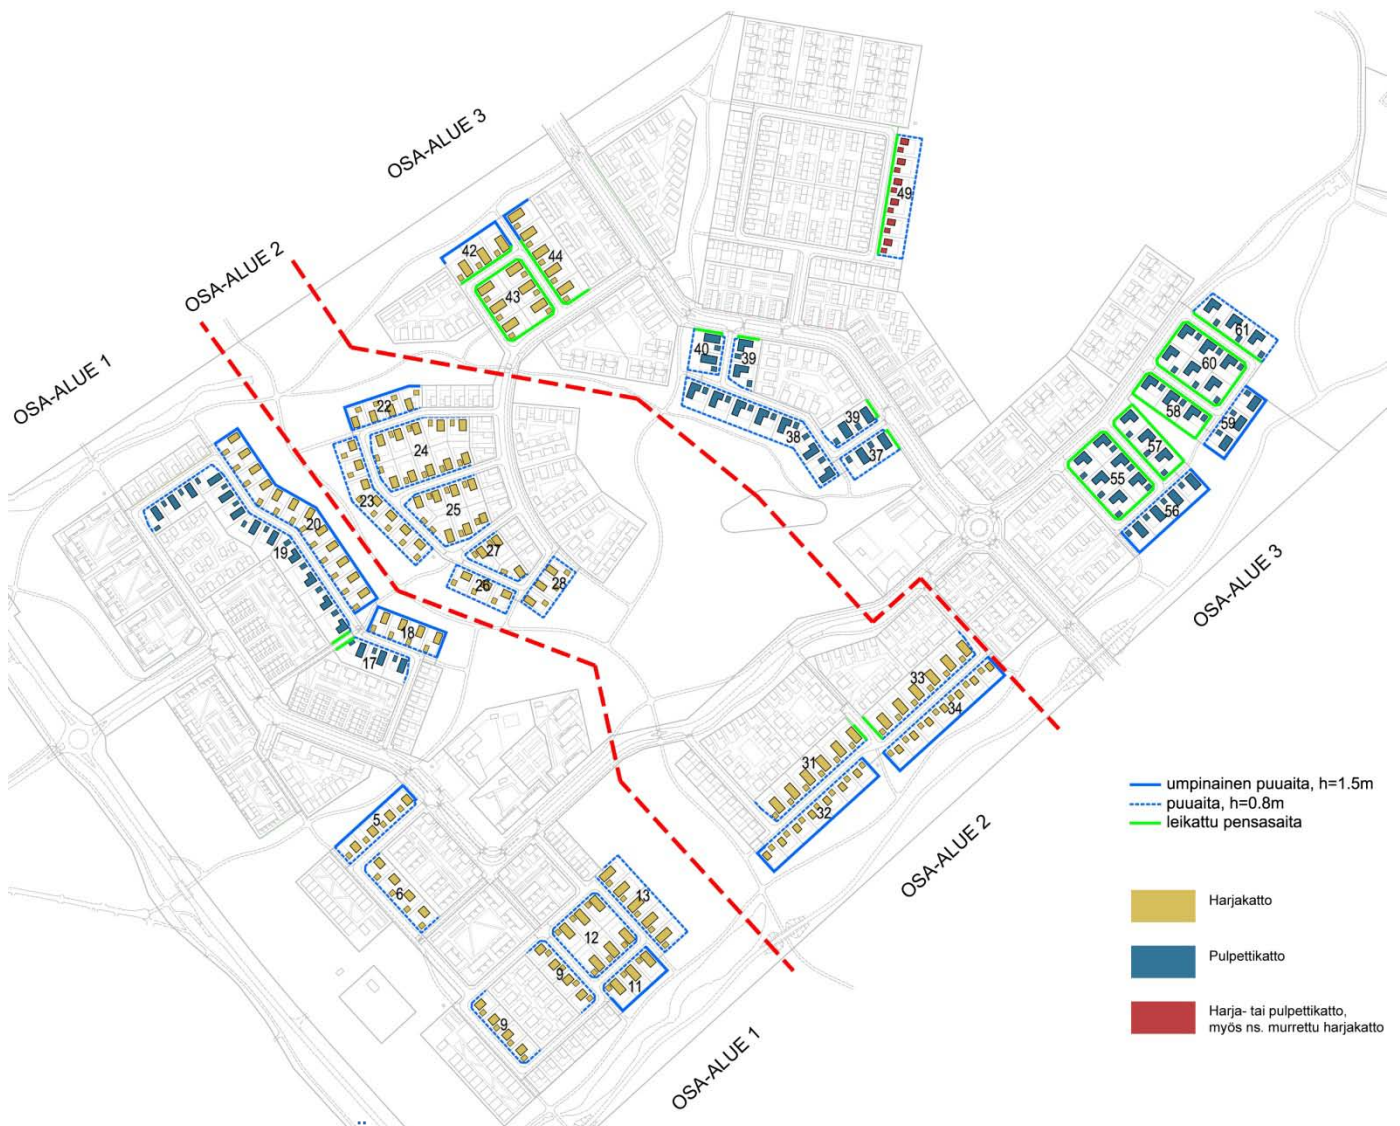 OSA-ALUE 3
OSA-ALUE 2
OSA-ALUE 1
49
42
44
43
40
39
38
39
37
61
60
59
58
57
55
56
22
24
23
25
27
26
28
20
19
18
17
33
34
31
32
5
6
13
12
11
9
9
OSA-ALUE 3
OSA-ALUE 2
OSA-ALUE 1
umpinainen puuaita, h=1.5m
puuaita, h=0.8m
leikattu pensasaita
Harjakatto
Pulpettikatto
Harja- tai pulpettikatto,
myös ns. murrettu harjakatto